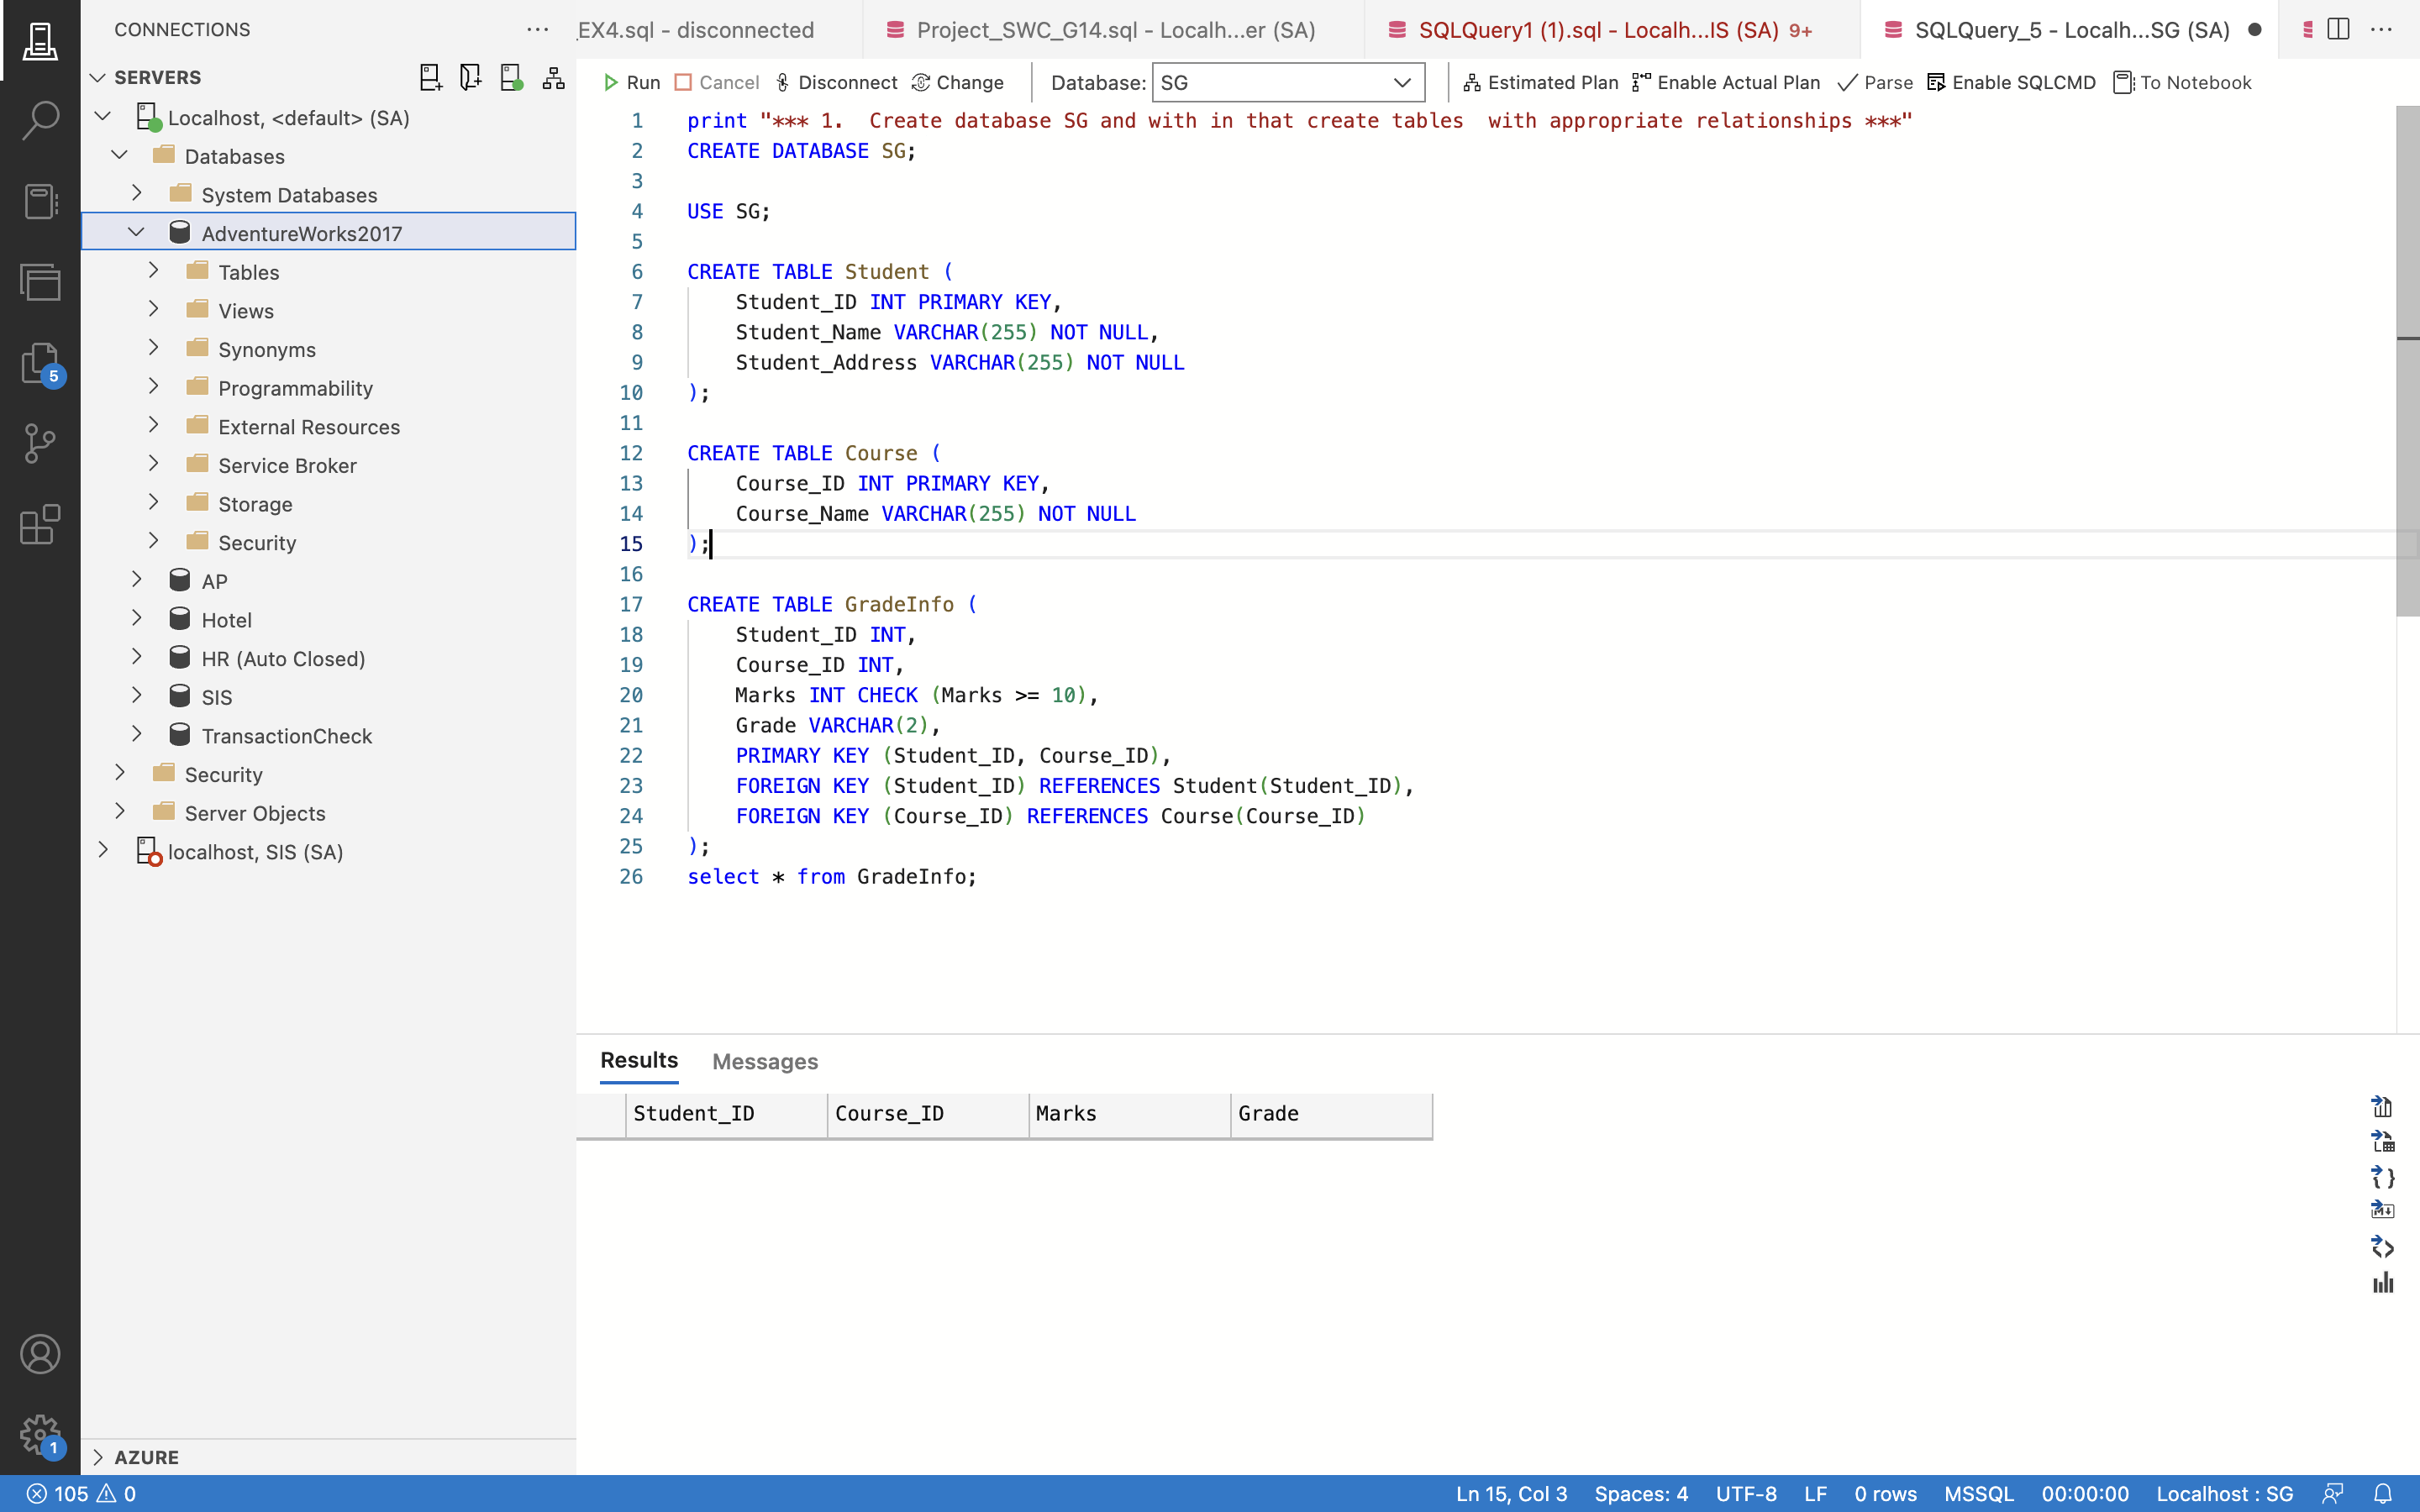 CONNECTIONS
SERVERS
Localhost, <default> (SA)
Databases
System Databases
AdventureWorks2017
Tables
Views
Synonyms
Programmability
External Resources
Service Broker
Storage
Security
AP
Hotel
HR (Auto Closed)
SIS
TransactionCheck
Security
Server Objects
localhost, SIS (SA)
AZURE
5
1
_EX4.sql - disconnected
Project_SWC_G14.sql - Localh...er (SA)
SQLQuery1 (1).sql - Localh...IS (SA) 9+
SQLQuery_5 - Localh...SG (SA)
Run Cancel Disconnect Change Database: SG Estimated Plan Enable Actual Plan Parse Enable SQLCMD To Notebook
1 print "*** 1.  Create database SG and with in that create tables  with appropriate relationships ***"
2 CREATE DATABASE SG;
3
4 USE SG;
5
6 CREATE TABLE Student (
7 Student_ID INT PRIMARY KEY,
8 Student_Name VARCHAR(255) NOT NULL,
9 Student_Address VARCHAR(255) NOT NULL
10 );
11
12 CREATE TABLE Course (
13 Course_ID INT PRIMARY KEY,
14 Course_Name VARCHAR(255) NOT NULL
15 );
16
17 CREATE TABLE GradeInfo (
18 Student_ID INT,
19 Course_ID INT,
20 Marks INT CHECK (Marks >= 10),
21 Grade VARCHAR(2),
22 PRIMARY KEY (Student_ID, Course_ID),
23 FOREIGN KEY (Student_ID) REFERENCES Student(Student_ID),
24 FOREIGN KEY (Course_ID) REFERENCES Course(Course_ID)
25 );
26 select * from GradeInfo;
Results Messages
Student_ID Course_ID Marks Grade
105 0 Ln 15, Col 3 Spaces: 4 UTF-8 LF 0 rows MSSQL 00:00:00 Localhost : SG